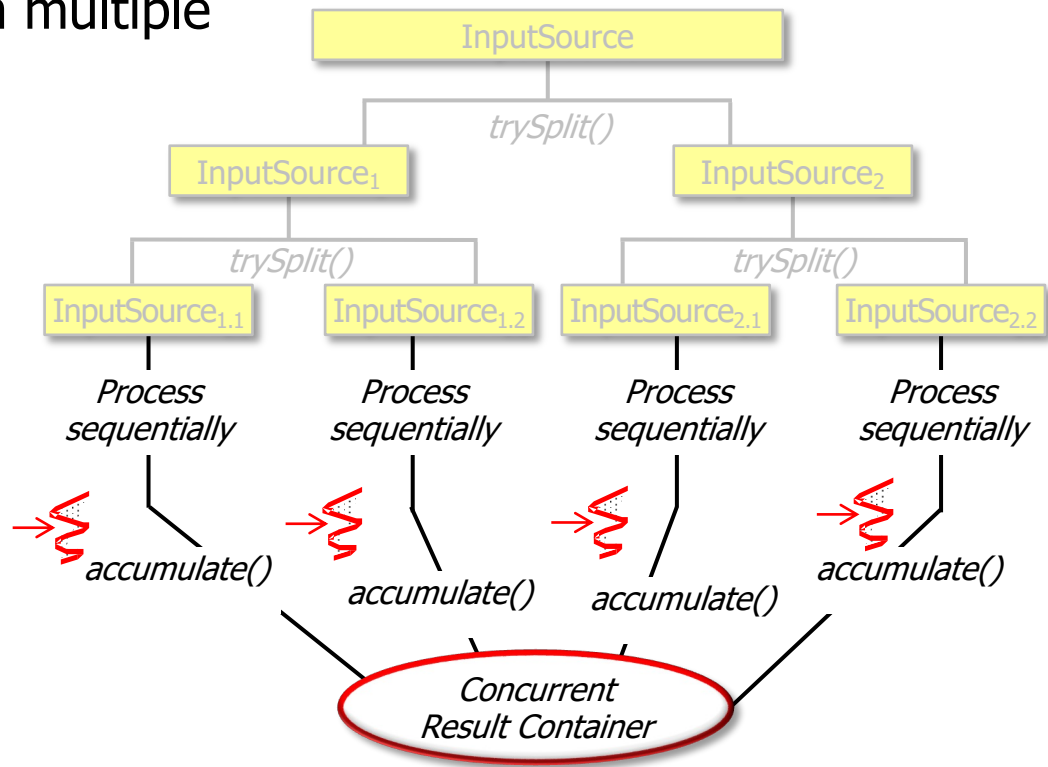 multiple
InputSource
trySplit()
InputSource₁ InputSource₂
trySplit() trySplit()
InputSource₁.₁ InputSource₁.₂ InputSource₂.₁ InputSource₂.₂
Process Process Process Process
sequentially sequentially sequentially sequentially
accumulate() accumulate() accumulate() accumulate()
Concurrent
Result Container